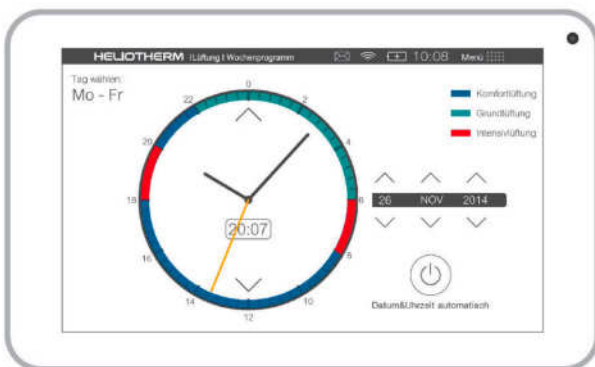 HELIOTHERM | Lüftung | Wochenprogramm 10:08 Menü
Tag wählen:
Mo - Fr
0
2
4
6
8
10
12
14
16
18
20
22
20:07
Komfortlüftung
Grundlüftung
Intensivlüftung
26 NOV 2014
Datum&Uhrzeit automatisch